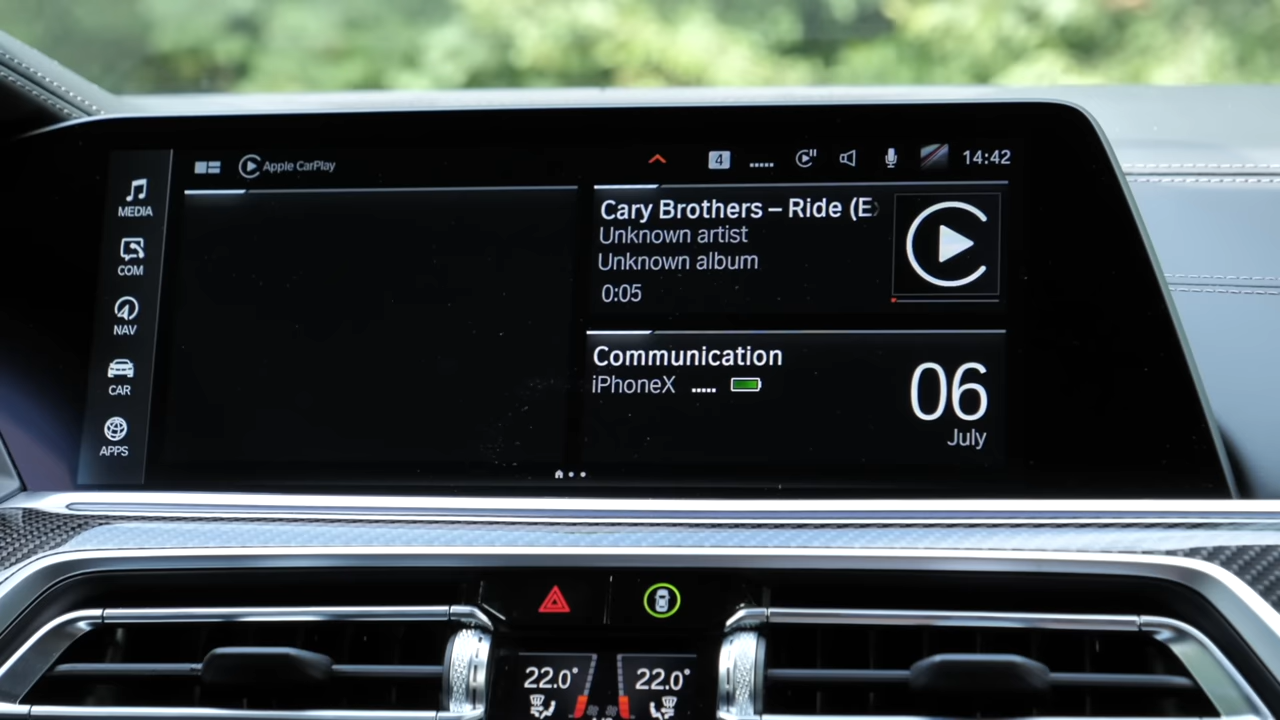 Apple CarPlay
4
14:42
MEDIA
COM
NAV
CAR
APPS
Cary Brothers – Ride (E
Unknown artist
Unknown album
0:05
Communication
iPhoneX
06
July
22.0°
22.0°